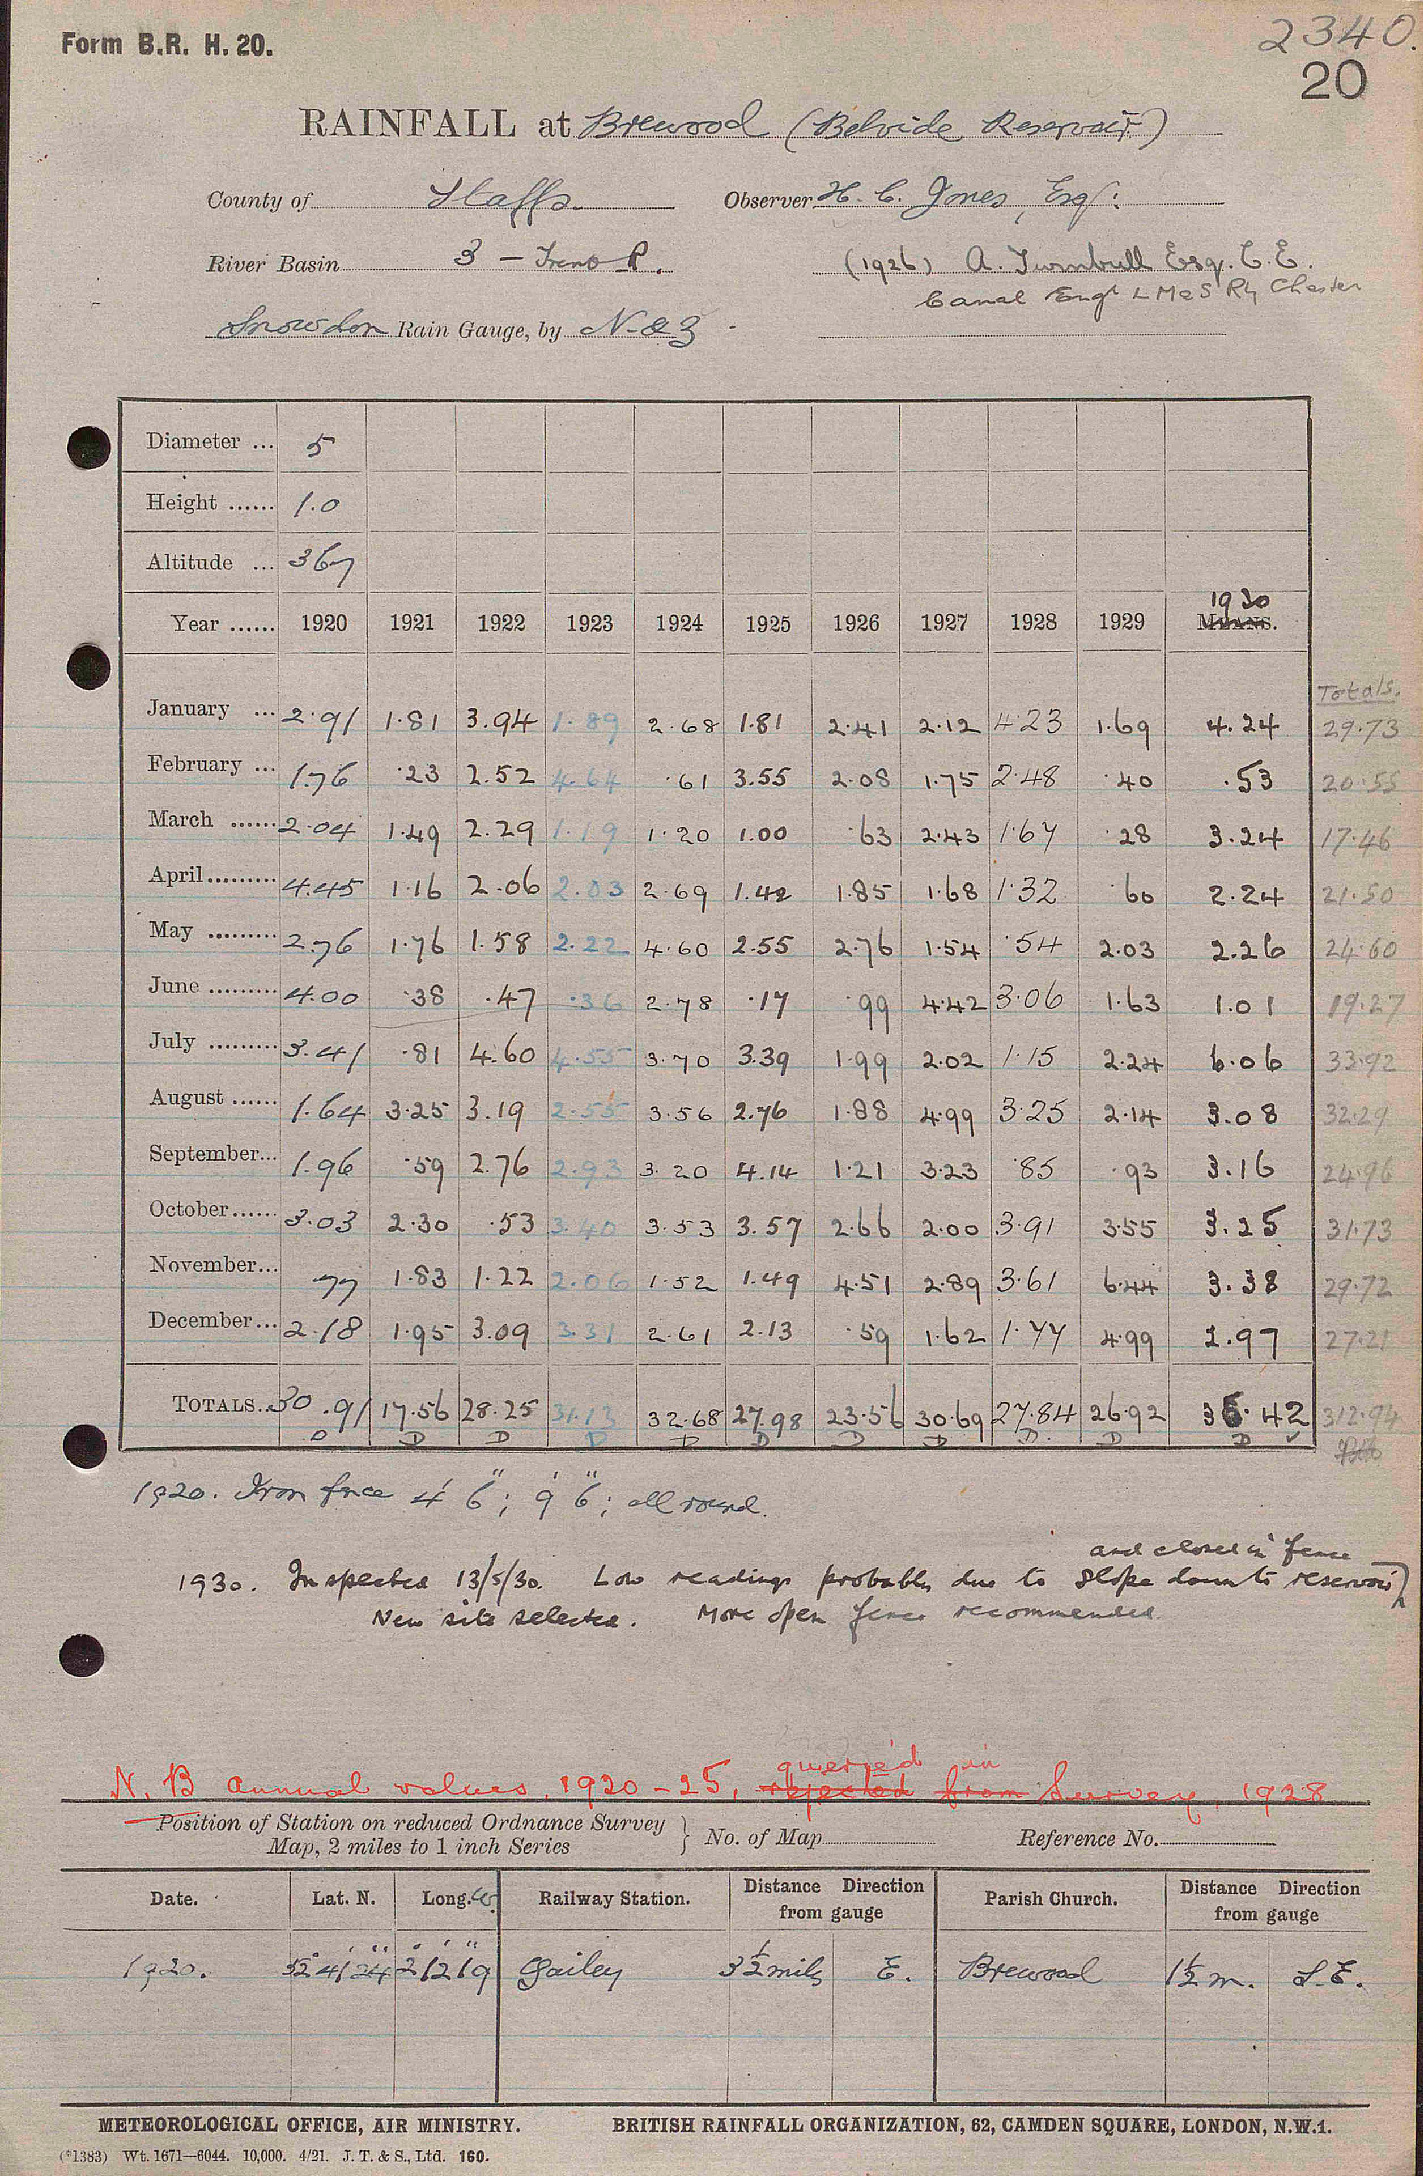 Form B.R. H. 20.
2340.
20
RAINFALL at Brewood (Belvide Reservoir)
County of Staffs. Observer H. C. Jones, Esq:
River Basin 3 – Trent R. (1926) A. Turnbull Esq. C.E.
Canal Engr L M & S Rly Chester
Snowdon Rain Gauge, by N & Z.
Diameter ... 5
Height ...... 1.0
Altitude ... 367
Year ...... 1920 1921 1922 1923 1924 1925 1926 1927 1928 1929 1930 MEANS.
Totals.
January ... 2.91 1.81 3.94 1.89 2.68 1.81 2.41 2.12 4.23 1.69 4.24 29.73
February ... 1.76 .23 2.52 4.64 .61 3.55 2.08 1.75 2.48 .40 .53 20.55
March ...... 2.04 1.49 2.29 1.19 1.20 1.00 .63 2.43 1.67 .28 3.24 17.46
April ......... 4.45 1.16 2.06 2.03 2.69 1.42 1.85 1.68 1.32 .60 2.24 21.50
May ......... 2.76 1.76 1.58 2.22 4.60 2.55 2.76 1.54 .54 2.03 2.26 24.60
June ......... 4.00 .38 .47 .36 2.78 .17 .99 4.42 3.06 1.63 1.01 19.27
July ......... 3.41 .81 4.60 4.55 3.70 3.39 1.99 2.02 1.15 2.24 6.06 33.92
August ...... 1.64 3.25 3.19 2.55 3.56 2.76 1.88 4.99 3.25 2.14 3.08 32.29
September... 1.96 .59 2.76 2.93 3.20 4.14 1.21 3.23 .85 .93 3.16 24.96
October...... 3.03 2.30 .53 3.40 3.53 3.57 2.66 2.00 3.91 3.55 3.25 31.73
November... .77 1.83 1.22 2.06 1.52 1.49 4.51 2.89 3.61 6.44 3.38 29.72
December... 2.18 1.95 3.09 3.31 2.61 2.13 .59 1.62 1.77 4.99 2.97 27.21
TOTALS... 30.91 17.56 28.25 31.13 32.68 27.98 23.56 30.69 27.84 26.92 35.42 312.94
D D D D D D D D D. D D ✓
1920. Iron fence 4' 6"; 9' 6"; all round.
and closed in fence
1930. Inspected 13/5/30. Low readings probably due to slope down to reservoir
New site selected. More open fence recommended
queried in
N. B annual values, 1920 – 25, rejected from Survey, 1928
Position of Station on reduced Ordnance Survey Map, 2 miles to 1 inch Series } No. of Map Reference No.
Date. Lat. N. Long. W. Railway Station. Distance Direction from gauge Parish Church. Distance Direction from gauge
1920. 52° 41' 24" 2° 12' 19" Gailey 3½ mils E. Brewood 1½ m. S.E.
METEOROLOGICAL OFFICE, AIR MINISTRY. BRITISH RAINFALL ORGANIZATION, 62, CAMDEN SQUARE, LONDON, N.W.1.
(*1383) Wt. 1671—6044. 10,000. 4/21. J. T. & S., Ltd. 160.